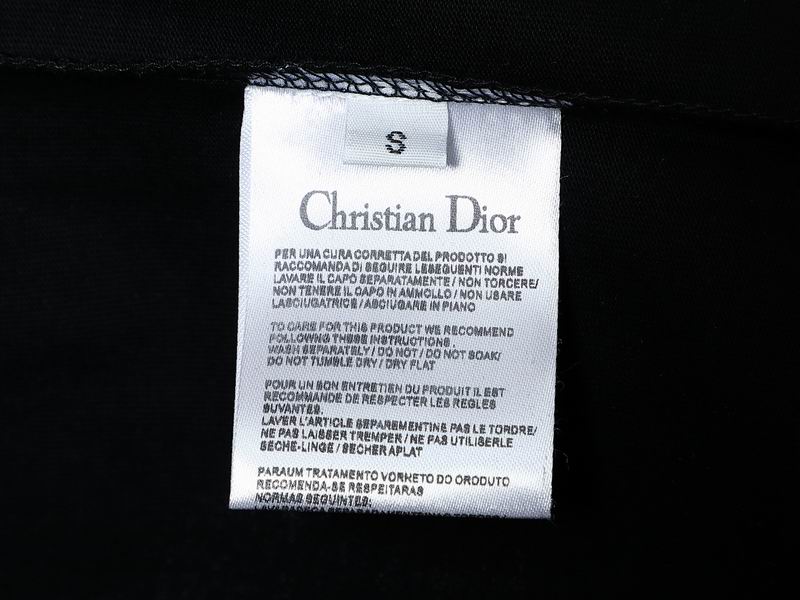 S
Christian Dior
PER UNA CURA CORRETTA DEL PRODOTTO SI
RACCOMANDA DI SEGUIRE LESEGUENTI NORME
LAVARE IL CAPO SEPARATAMENTE / NON TORCERE/
NON TENERE IL CAPO IN AMMOLLO / NON USARE
LASCIUGATRICE / ASCIUGARE IN PIANO
TO CARE FOR THIS PRODUCT WE RECOMMEND
FOLLOWING THESE INSTRUCTIONS.
WASH SEPARATELY / DO NOT / DO NOT SOAK/
DO NOT TUMBLE DRY / DRY FLAT
POUR UN BON ENTRETIEN DU PRODUIT IL EST
RECOMMANDE DE RESPECTER LES REGLES
SUVANTES.
LAVER L'ARTICLE SEPAREMENTINE PAS LE TORDRE/
NE PAS LAISSER TREMPER / NE PAS UTILISERLE
SECHE-LINGE / SECHER APLAT
PARAUM TRATAMENTO VORKETO DO ORODUTO
RECOMENDA-SE RESPEITARAS
NORMAS SEGUINTES: